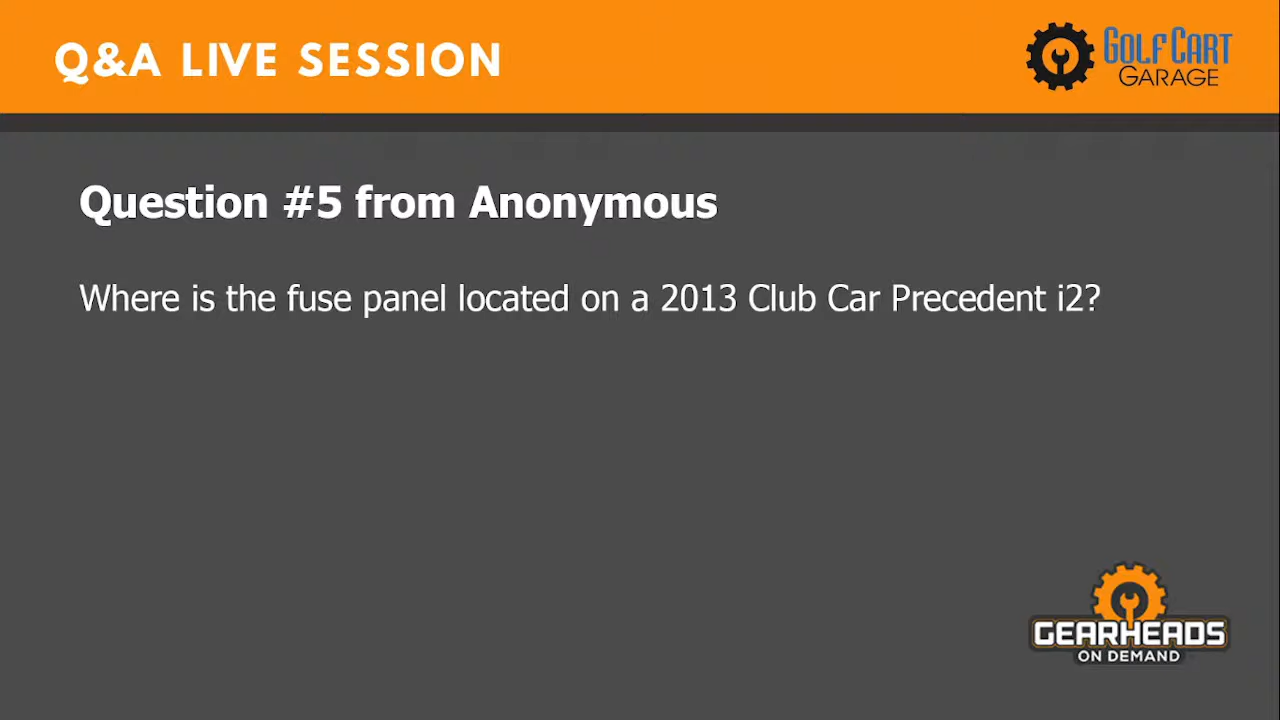 Q&A LIVE SESSION
GOLF CART
GARAGE
Question #5 from Anonymous
Where is the fuse panel located on a 2013 Club Car Precedent i2?
GEARHEADS
ON DEMAND